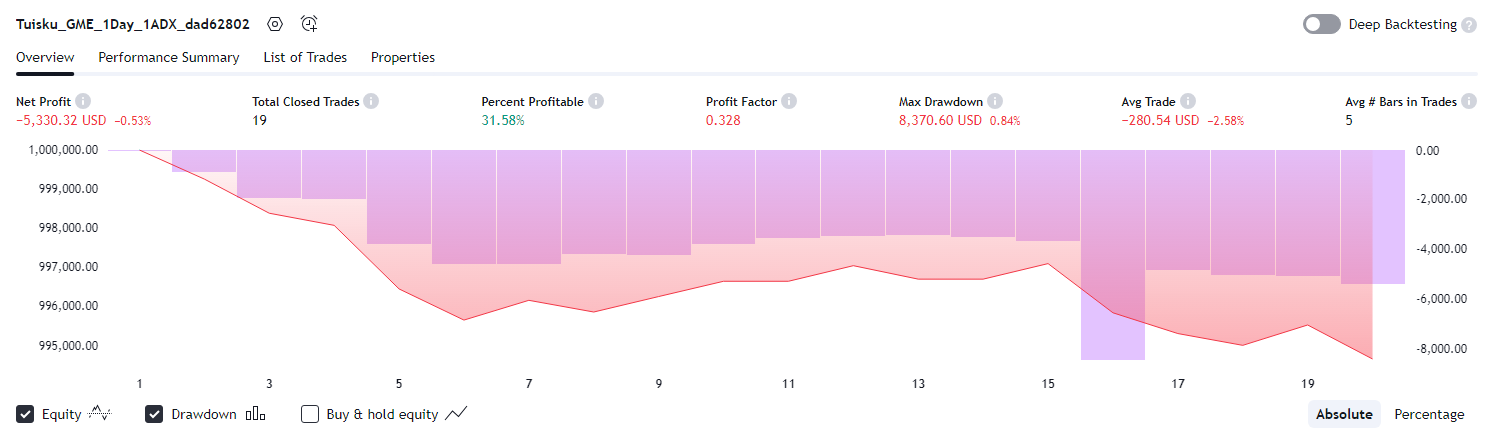 Tuisku_GME_1Day_1ADX_dad62802 Deep Backtesting ?
Overview Performance Summary List of Trades Properties
Net Profit i Total Closed Trades i Percent Profitable i Profit Factor i Max Drawdown i Avg Trade i Avg # Bars in Trades i
−5,330.32 USD −0.53% 19 31.58% 0.328 8,370.60 USD 0.84% −280.54 USD −2.58% 5
1,000,000.00 0.00
999,000.00 -2,000.00
998,000.00 -4,000.00
997,000.00 -6,000.00
996,000.00 -8,000.00
995,000.00
1 3 5 7 9 11 13 15 17 19
Equity Drawdown Buy & hold equity Absolute Percentage